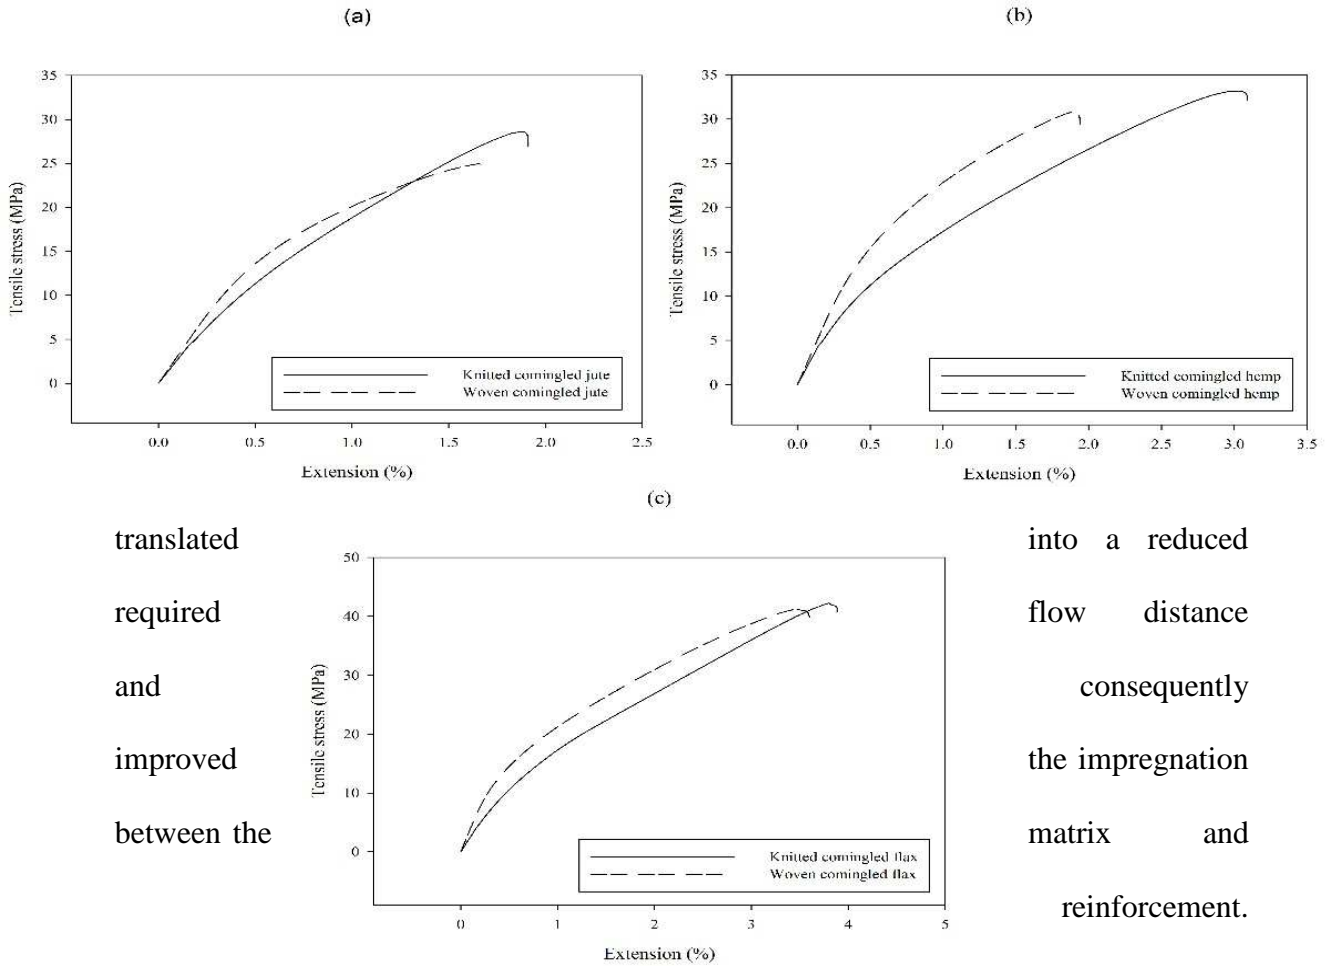 (a)
(b)
35
30
25
20
15
10
5
0
Tensile stress (MPa)
Knitted comingled jute
Woven comingled jute
0.0 0.5 1.0 1.5 2.0 2.5
Extension (%)
35
30
25
20
15
10
5
0
Tensile stress (MPa)
Knitted comingled hemp
Woven comingled hemp
0.0 0.5 1.0 1.5 2.0 2.5 3.0 3.5
Extension (%)
(c)
50
40
30
20
10
0
Tensile stress (MPa)
Knitted comingled flax
Woven comingled flax
0 1 2 3 4 5
Extension (%)
translated into a reduced
required flow distance
and consequently
improved the impregnation
between the matrix and
reinforcement.